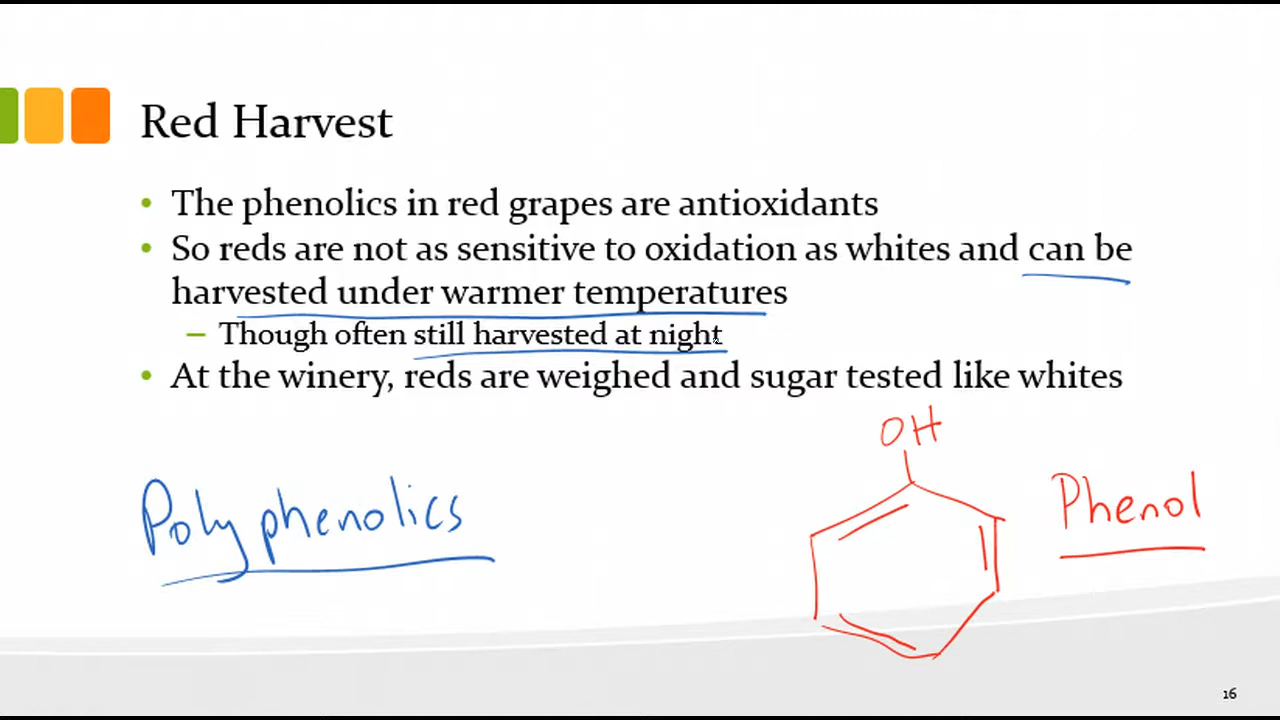 Red Harvest
• The phenolics in red grapes are antioxidants
• So reds are not as sensitive to oxidation as whites and can be
harvested under warmer temperatures
– Though often still harvested at night
• At the winery, reds are weighed and sugar tested like whites
OH
Phenol
Polyphenolics
16